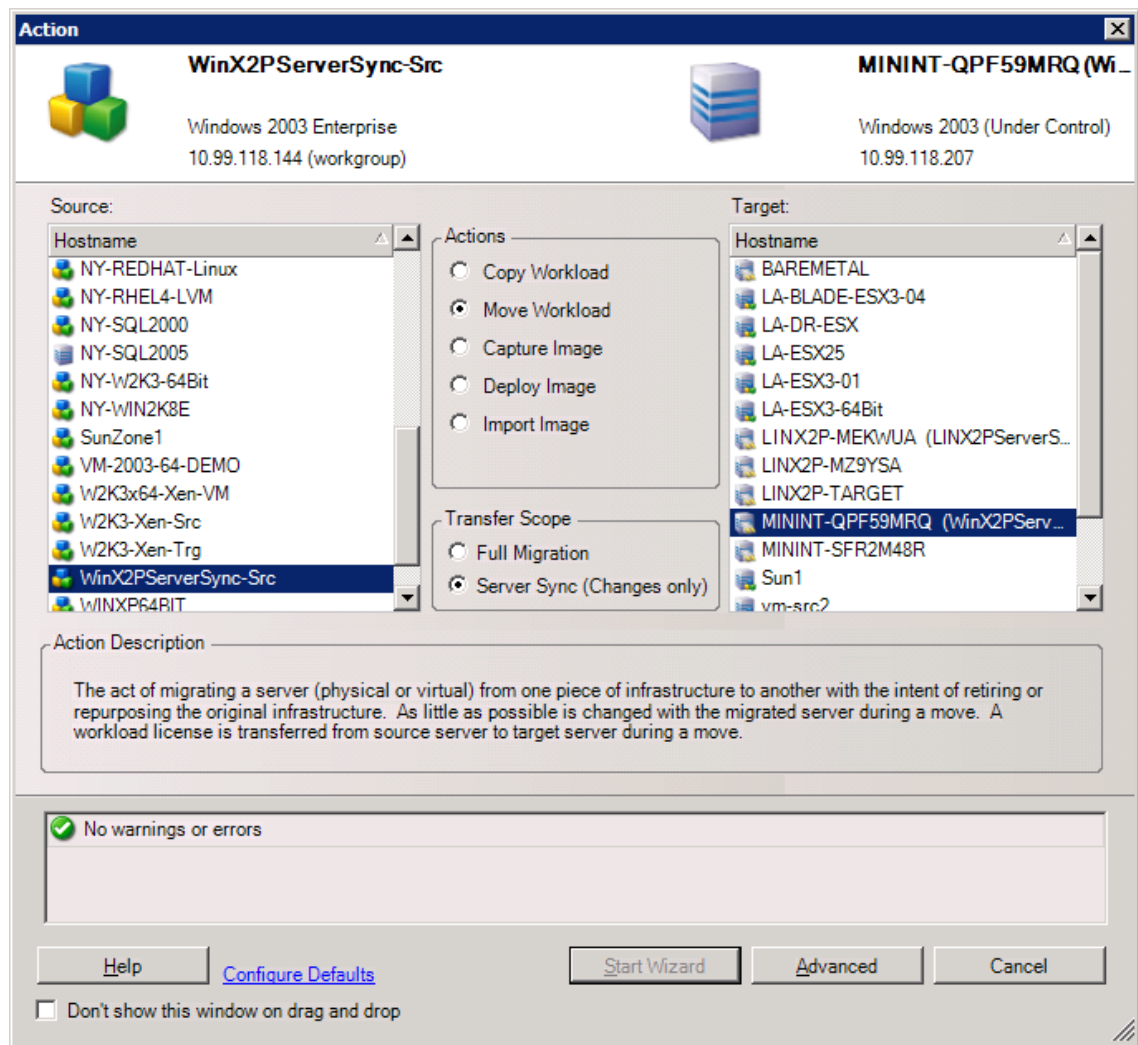 Action
WinX2PServerSync-Src
MININT-QPF59MRQ (Wi...
Windows 2003 Enterprise
Windows 2003 (Under Control)
10.99.118.144 (workgroup)
10.99.118.207
Source:
Hostname
NY-REDHAT-Linux
NY-RHEL4-LVM
NY-SQL2000
NY-SQL2005
NY-W2K3-64Bit
NY-WIN2K8E
SunZone1
VM-2003-64-DEMO
W2K3x64-Xen-VM
W2K3-Xen-Src
W2K3-Xen-Trg
WinX2PServerSync-Src
WINXP64BIT
Actions
Copy Workload
Move Workload
Capture Image
Deploy Image
Import Image
Transfer Scope
Full Migration
Server Sync (Changes only)
Target:
Hostname
BAREMETAL
LA-BLADE-ESX3-04
LA-DR-ESX
LA-ESX25
LA-ESX3-01
LA-ESX3-64Bit
LINX2P-MEKWUA (LINX2PServerS...
LINX2P-MZ9YSA
LINX2P-TARGET
MININT-QPF59MRQ (WinX2PServ...
MININT-SFR2M48R
Sun1
vm-src2
Action Description
The act of migrating a server (physical or virtual) from one piece of infrastructure to another with the intent of retiring or
repurposing the original infrastructure. As little as possible is changed with the migrated server during a move. A
workload license is transferred from source server to target server during a move.
No warnings or errors
Help
Configure Defaults
Start Wizard
Advanced
Cancel
Don't show this window on drag and drop